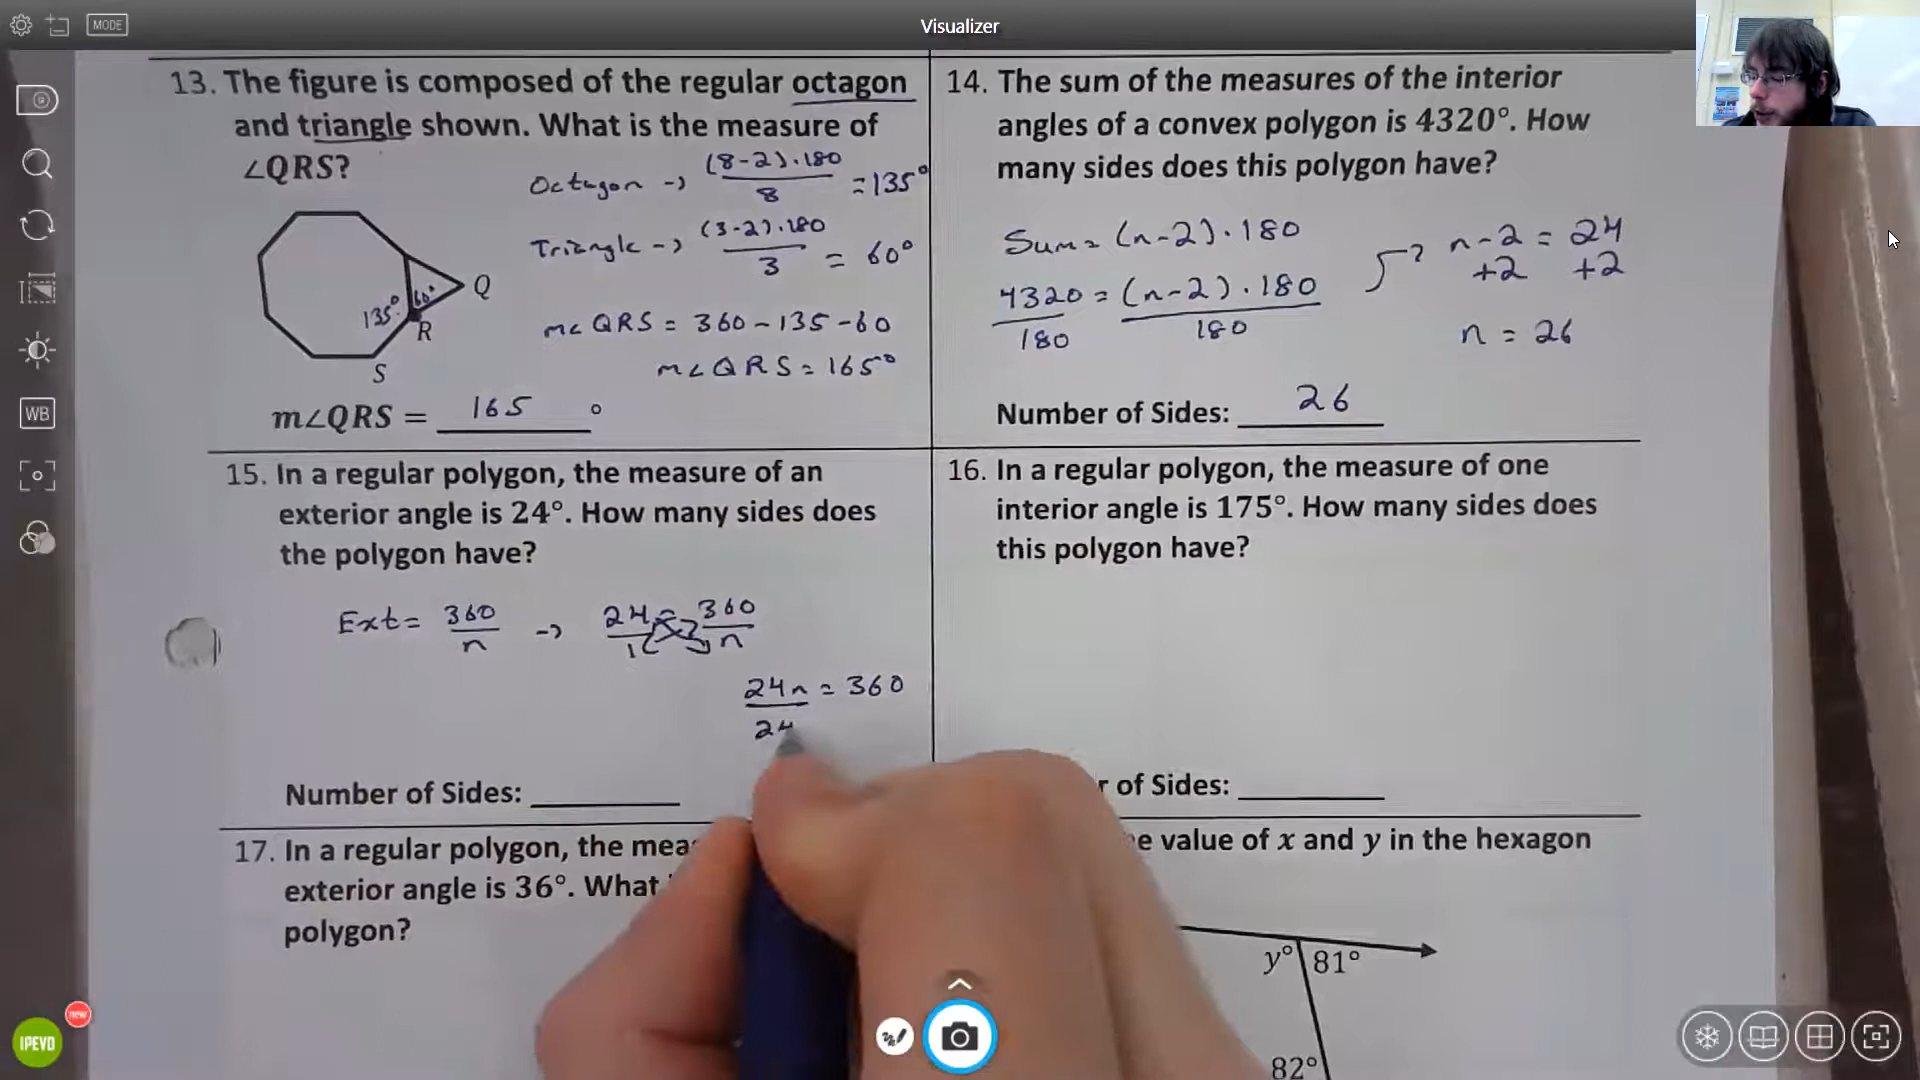 MODE
Visualizer
13. The figure is composed of the regular octagon
and triangle shown. What is the measure of
∠QRS?
Octagon -> (8-2)·180 / 8 = 135°
Triangle -> (3-2)·180 / 3 = 60°
Q
60°
135°
R
S
m∠QRS = 360 - 135 - 60
m∠QRS = 165°
m∠QRS = 165 °
14. The sum of the measures of the interior
angles of a convex polygon is 4320°. How
many sides does this polygon have?
Sum = (n-2)·180
4320 = (n-2)·180
180 180
n-2 = 24
+2 +2
n = 26
Number of Sides: 26
15. In a regular polygon, the measure of an
exterior angle is 24°. How many sides does
the polygon have?
Ext = 360 / n -> 24 / 1 = 360 / n
24n = 360
24
Number of Sides:
16. In a regular polygon, the measure of one
interior angle is 175°. How many sides does
this polygon have?
of Sides:
17. In a regular polygon, the
exterior angle is 36°. What
polygon?
value of x and y in the hexagon
y° 81°
82°
WB
new
IPEVO